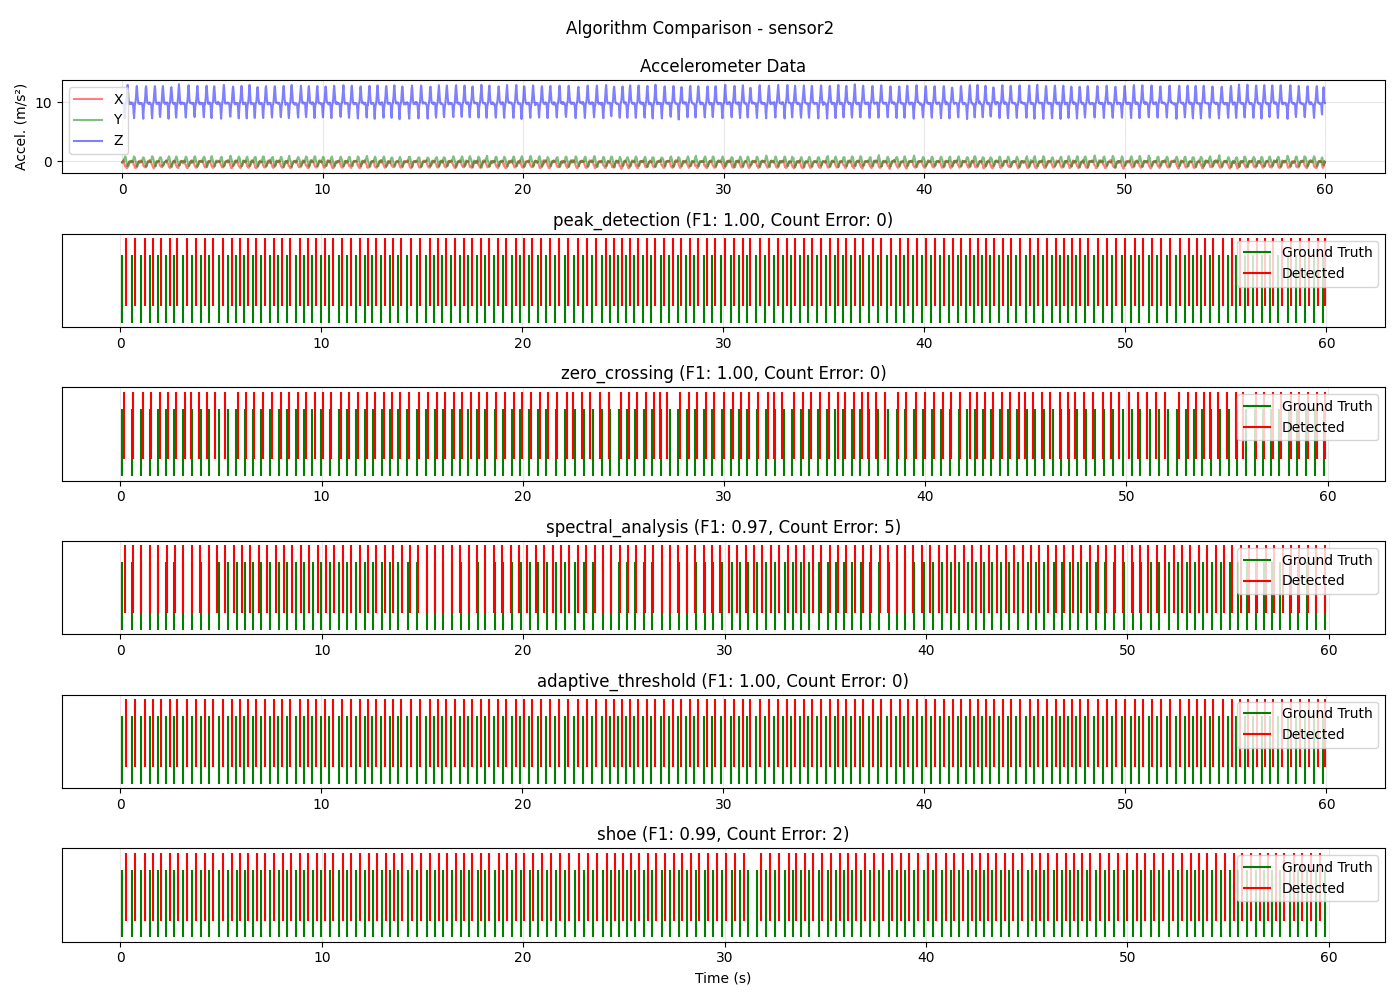 Algorithm Comparison - sensor2
Accelerometer Data
Accel. (m/s²)
10
0
X
Y
Z
0 10 20 30 40 50 60
peak_detection (F1: 1.00, Count Error: 0)
Ground Truth
Detected
0 10 20 30 40 50 60
zero_crossing (F1: 1.00, Count Error: 0)
Ground Truth
Detected
0 10 20 30 40 50 60
spectral_analysis (F1: 0.97, Count Error: 5)
Ground Truth
Detected
0 10 20 30 40 50 60
adaptive_threshold (F1: 1.00, Count Error: 0)
Ground Truth
Detected
0 10 20 30 40 50 60
shoe (F1: 0.99, Count Error: 2)
Ground Truth
Detected
0 10 20 30 40 50 60
Time (s)